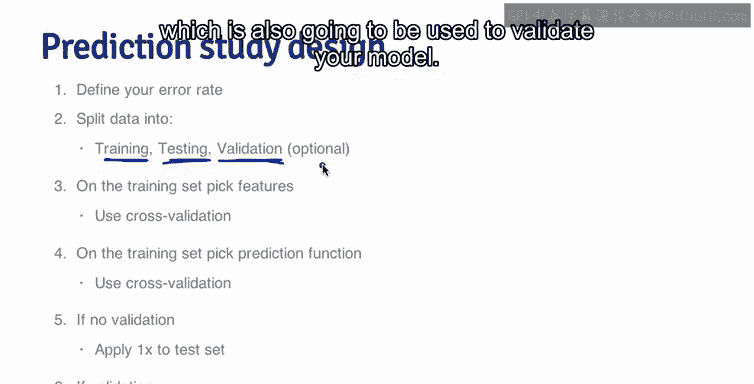 which is also going to be used to validate
your model.
Prediction study design
1. Define your error rate
2. Split data into:
· Training, Testing, Validation (optional)
3. On the training set pick features
· Use cross-validation
4. On the training set pick prediction function
· Use cross-validation
5. If no validation
· Apply 1x to test set